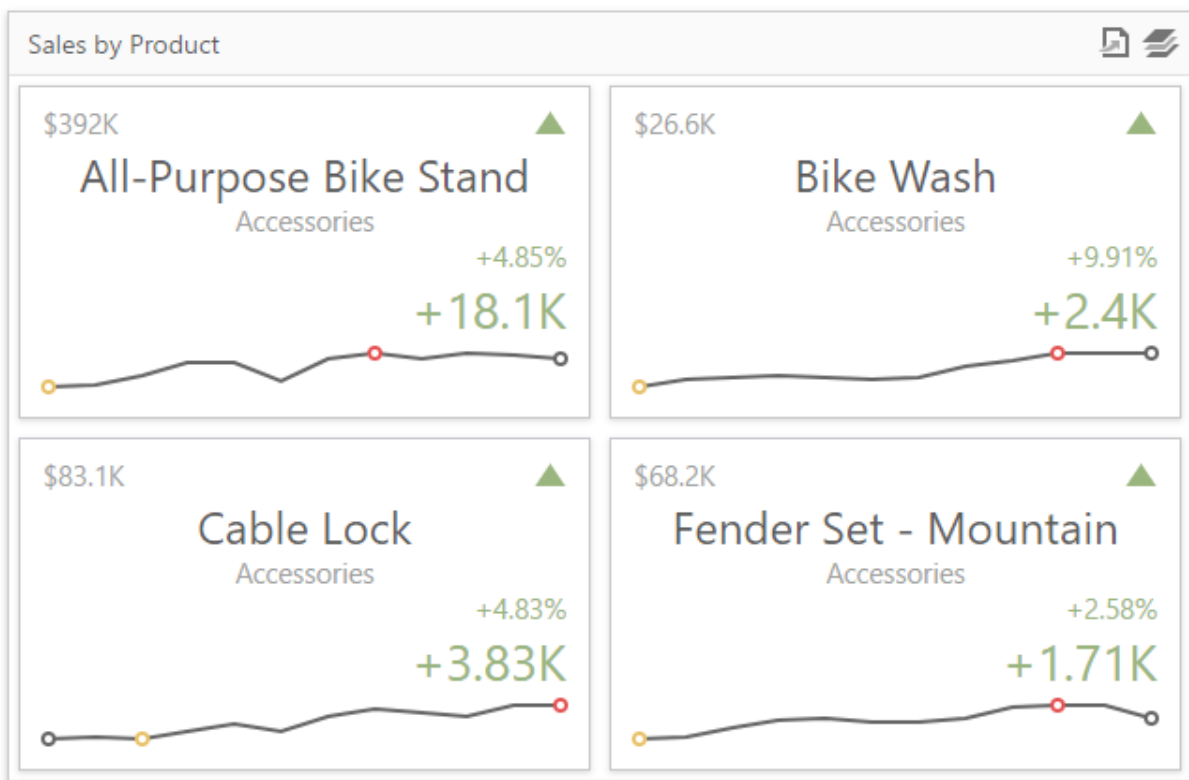 Sales by Product
$392K
All-Purpose Bike Stand
Accessories
+4.85%
+18.1K
$26.6K
Bike Wash
Accessories
+9.91%
+2.4K
$83.1K
Cable Lock
Accessories
+4.83%
+3.83K
$68.2K
Fender Set - Mountain
Accessories
+2.58%
+1.71K